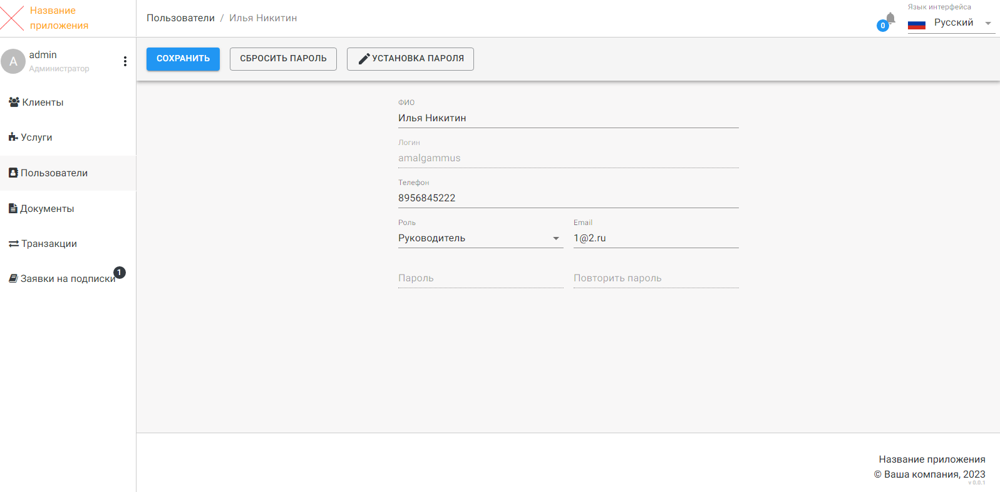 Название
приложения
Пользователи / Илья Никитин
0
Язык интерфейса
Русский
A
admin
Администратор
СОХРАНИТЬ
СБРОСИТЬ ПАРОЛЬ
УСТАНОВКА ПАРОЛЯ
Клиенты
Услуги
Пользователи
Документы
Транзакции
Заявки на подписки
1
ФИО
Илья Никитин
Логин
amalgammus
Телефон
8956845222
Роль
Руководитель
Email
1@2.ru
Пароль
Повторить пароль
Название приложения
© Ваша компания, 2023
v 0.0.1